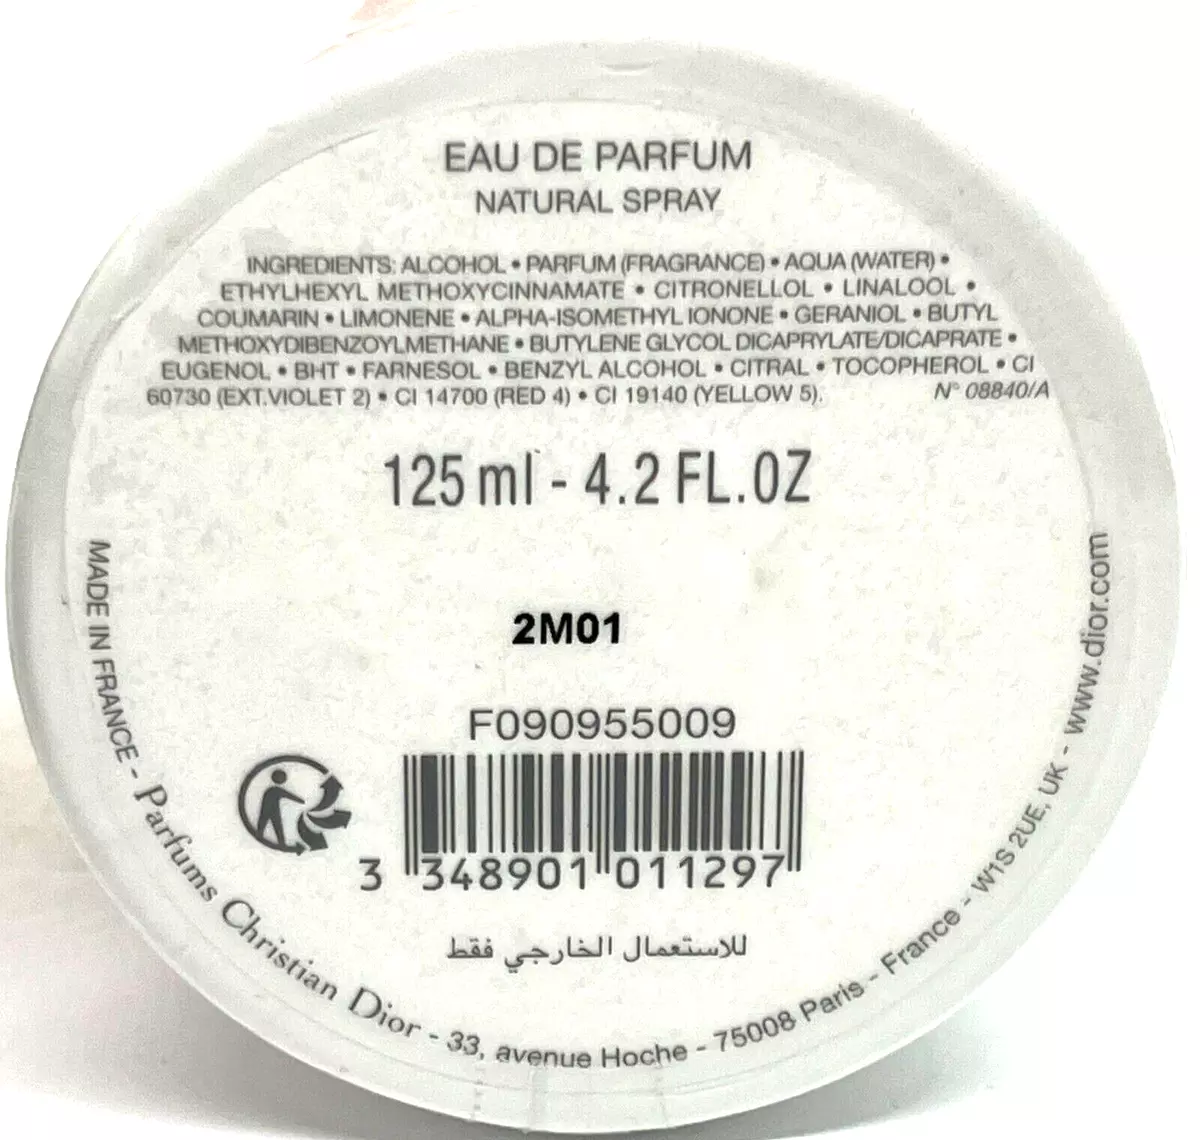 EAU DE PARFUM
NATURAL SPRAY
INGREDIENTS: ALCOHOL • PARFUM (FRAGRANCE) • AQUA (WATER) •
ETHYLHEXYL METHOXYCINNAMATE • CITRONELLOL • LINALOOL •
COUMARIN • LIMONENE • ALPHA-ISOMETHYL IONONE • GERANIOL • BUTYL
METHOXYDIBENZOYLMETHANE • BUTYLENE GLYCOL DICAPRYLATE/DICAPRATE •
EUGENOL • BHT • FARNESOL • BENZYL ALCOHOL • CITRAL • TOCOPHEROL • CI
60730 (EXT.VIOLET 2) • CI 14700 (RED 4) • CI 19140 (YELLOW 5).
N° 08840/A
125 ml - 4.2 FL.OZ
2M01
F090955009
3 348901 011297
للاستعمال الخارجي فقط
MADE IN FRANCE - Parfums Christian Dior - 33, avenue Hoche - 75008 Paris - France - W1S 2UE, UK - www.dior.com